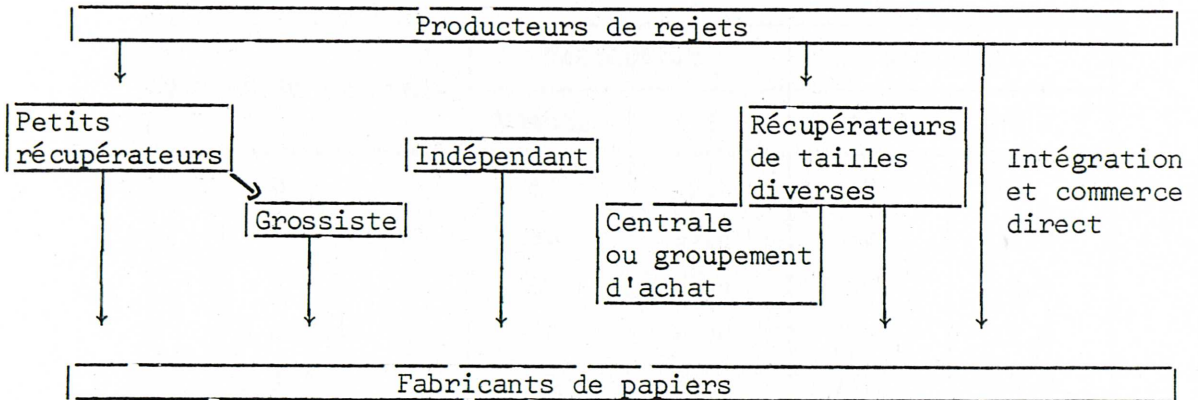 Producteurs de rejets
Petits
récupérateurs
Grossiste
Indépendant
Centrale
ou groupement
d'achat
Récupérateurs
de tailles
diverses
Intégration
et commerce
direct
Fabricants de papiers